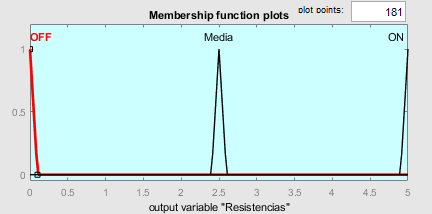 Membership function plots
plot points: 181
OFF
Media
ON
1
0.5
0
0
0.5
1
1.5
2
2.5
3
3.5
4
4.5
5
output variable "Resistencias"